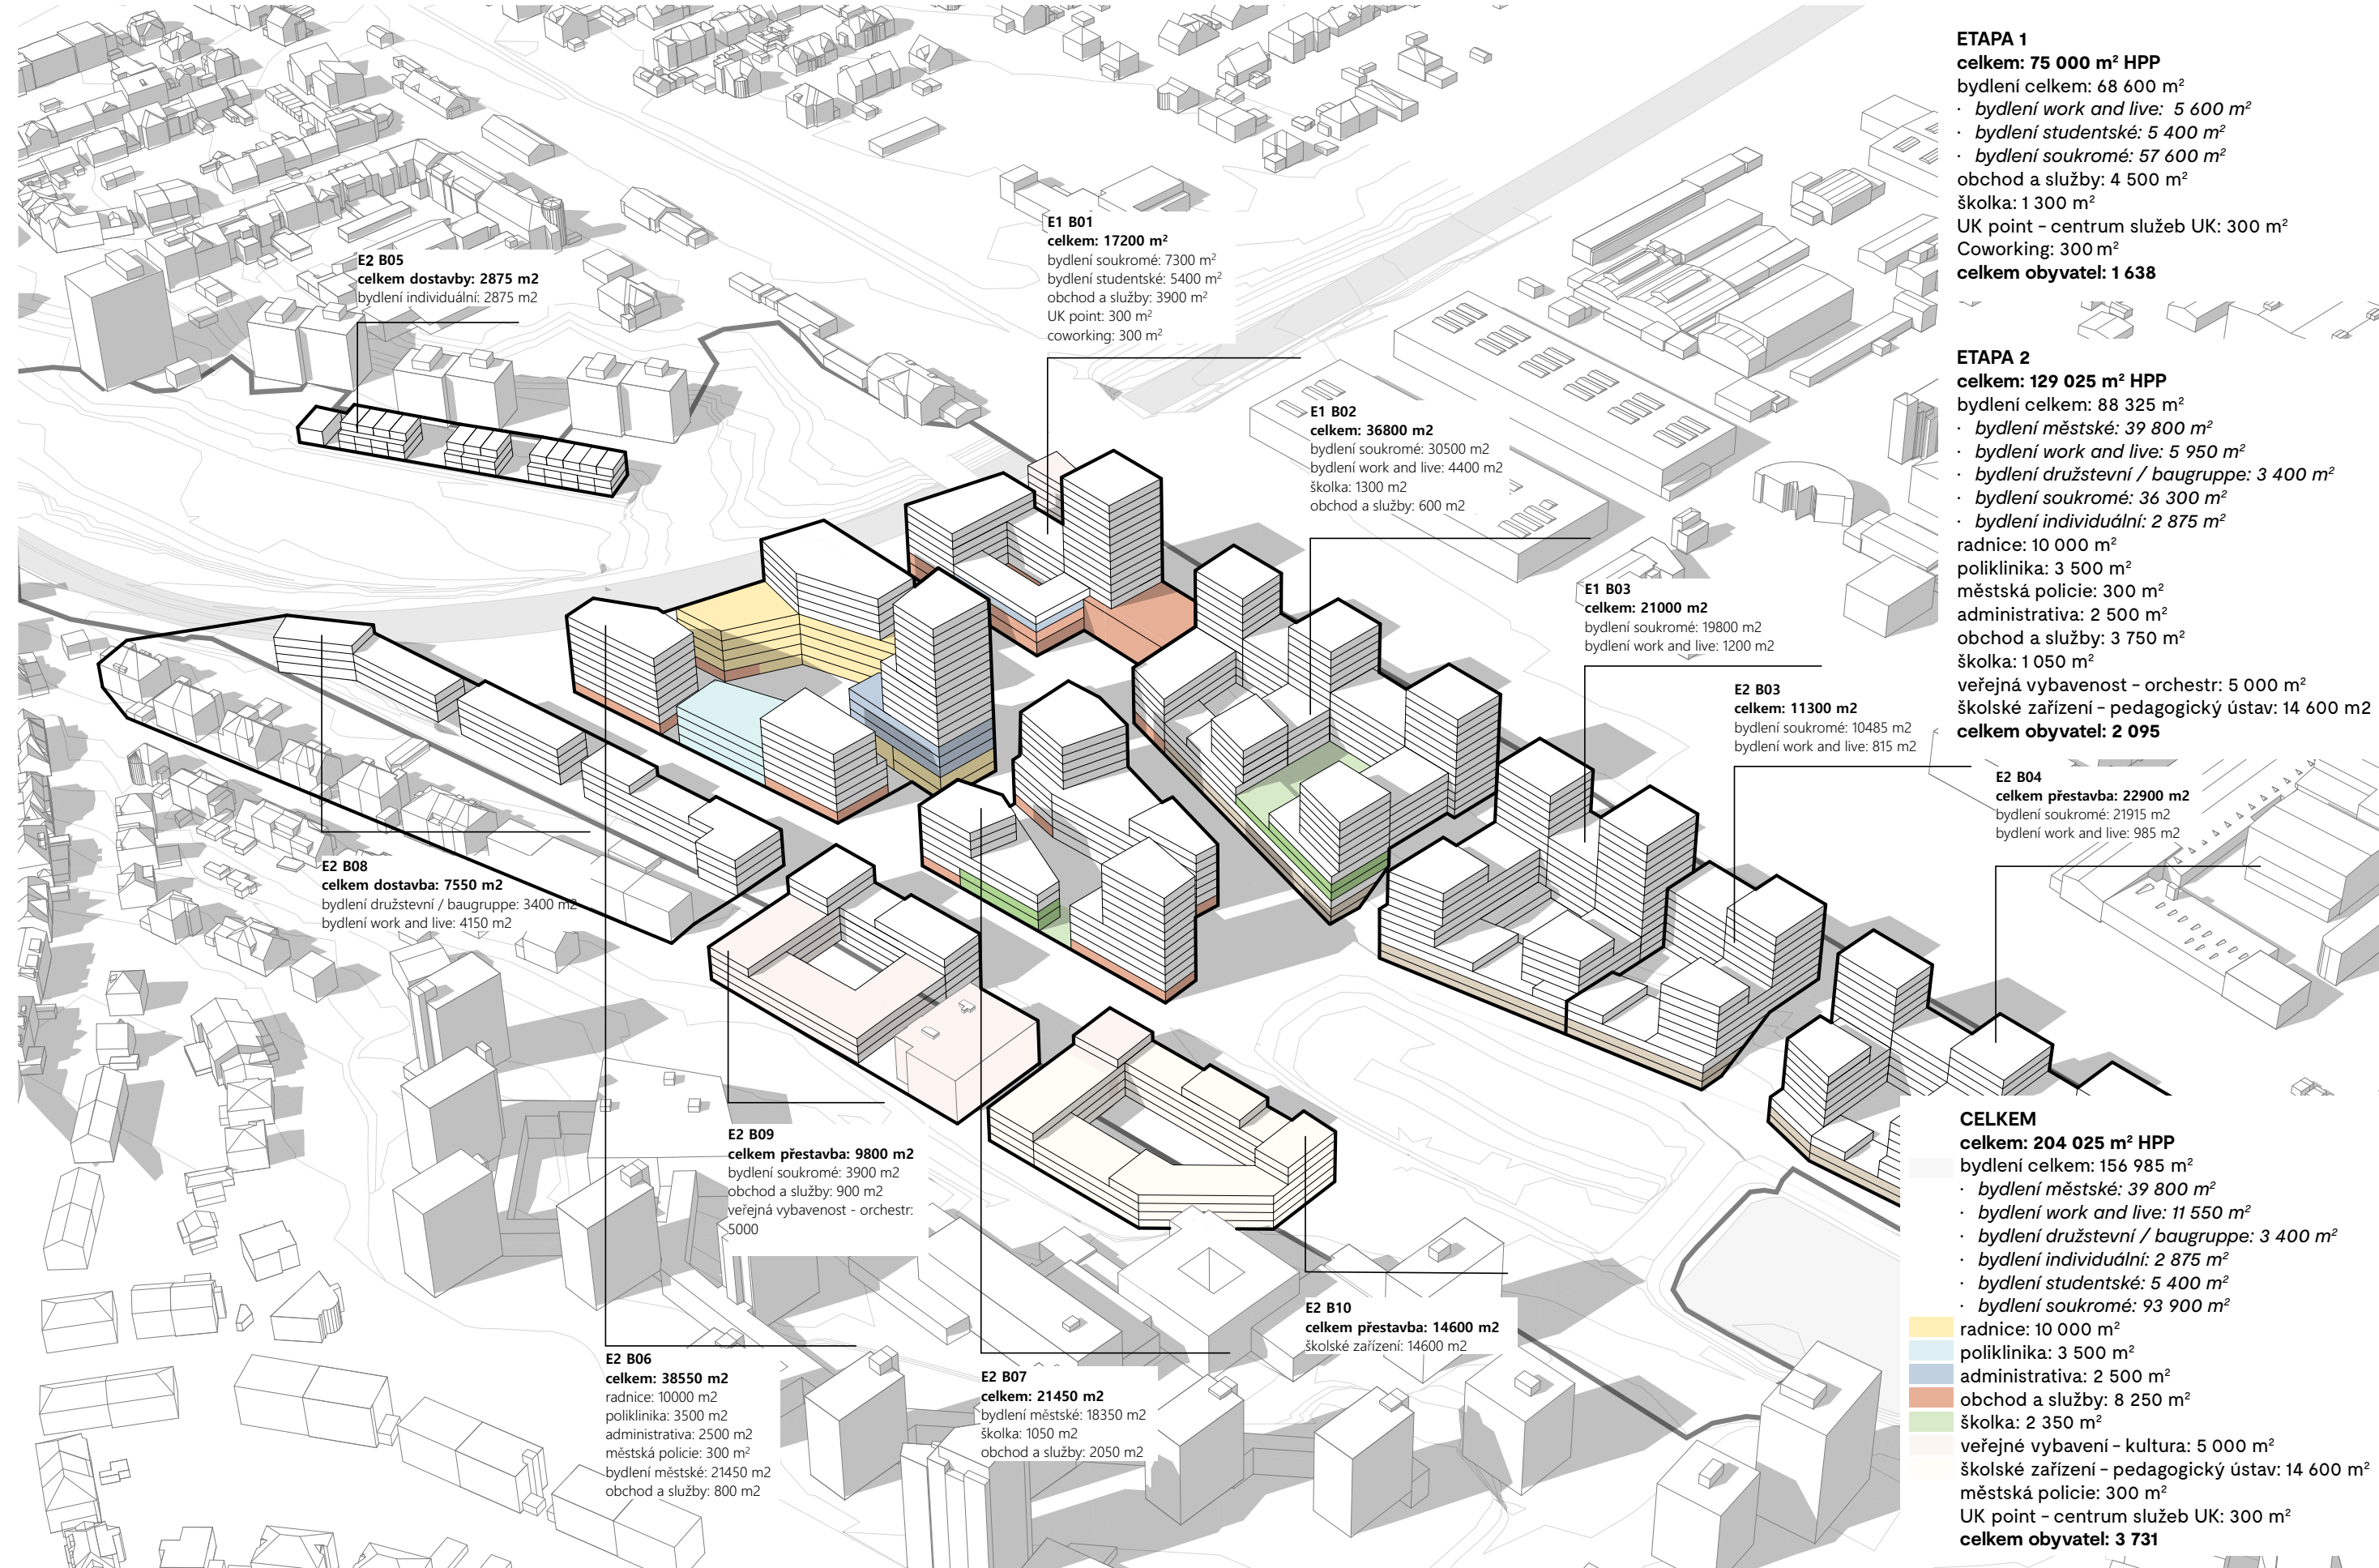 ETAPA 1
celkem: 75 000 m² HPP
bydlení celkem: 68 600 m²
· bydlení work and live: 5 600 m²
· bydlení studentské: 5 400 m²
· bydlení soukromé: 57 600 m²
obchod a služby: 4 500 m²
školka: 1 300 m²
UK point - centrum služeb UK: 300 m²
Coworking: 300 m²
celkem obyvatel: 1 638
E1 B01
celkem: 17200 m²
bydlení soukromé: 7300 m²
bydlení studentské: 5400 m²
obchod a služby: 3900 m²
UK point: 300 m²
coworking: 300 m²
E2 B05
celkem dostavby: 2875 m2
bydlení individuální: 2875 m2
ETAPA 2
celkem: 129 025 m² HPP
bydlení celkem: 88 325 m²
· bydlení městské: 39 800 m²
· bydlení work and live: 5 950 m²
· bydlení družstevní / baugruppe: 3 400 m²
· bydlení soukromé: 36 300 m²
· bydlení individuální: 2 875 m²
radnice: 10 000 m²
poliklinika: 3 500 m²
městská policie: 300 m²
administrativa: 2 500 m²
obchod a služby: 3 750 m²
školka: 1 050 m²
veřejná vybavenost - orchestr: 5 000 m²
školské zařízení - pedagogický ústav: 14 600 m2
celkem obyvatel: 2 095
E1 B02
celkem: 36800 m2
bydlení soukromé: 30500 m2
bydlení work and live: 4400 m2
školka: 1300 m2
obchod a služby: 600 m2
E1 B03
celkem: 21000 m2
bydlení soukromé: 19800 m2
bydlení work and live: 1200 m2
E2 B03
celkem: 11300 m2
bydlení soukromé: 10485 m2
bydlení work and live: 815 m2
E2 B04
celkem přestavba: 22900 m2
bydlení soukromé: 21915 m2
bydlení work and live: 985 m2
E2 B08
celkem dostavba: 7550 m2
bydlení družstevní / baugruppe: 3400 m2
bydlení work and live: 4150 m2
E2 B09
celkem přestavba: 9800 m2
bydlení soukromé: 3900 m2
obchod a služby: 900 m2
veřejná vybavenost - orchestr:
5000
CELKEM
celkem: 204 025 m² HPP
bydlení celkem: 156 985 m²
· bydlení městské: 39 800 m²
· bydlení work and live: 11 550 m²
· bydlení družstevní / baugruppe: 3 400 m²
· bydlení individuální: 2 875 m²
· bydlení studentské: 5 400 m²
· bydlení soukromé: 93 900 m²
radnice: 10 000 m²
poliklinika: 3 500 m²
administrativa: 2 500 m²
obchod a služby: 8 250 m²
školka: 2 350 m²
veřejné vybavení - kultura: 5 000 m²
školské zařízení - pedagogický ústav: 14 600 m²
městská policie: 300 m²
UK point - centrum služeb UK: 300 m²
celkem obyvatel: 3 731
E2 B10
celkem přestavba: 14600 m2
školské zařízení: 14600 m2
E2 B06
celkem: 38550 m2
radnice: 10000 m2
poliklinika: 3500 m2
administrativa: 2500 m2
městská policie: 300 m²
bydlení městské: 21450 m2
obchod a služby: 800 m2
E2 B07
celkem: 21450 m2
bydlení městské: 18350 m2
školka: 1050 m2
obchod a služby: 2050 m2